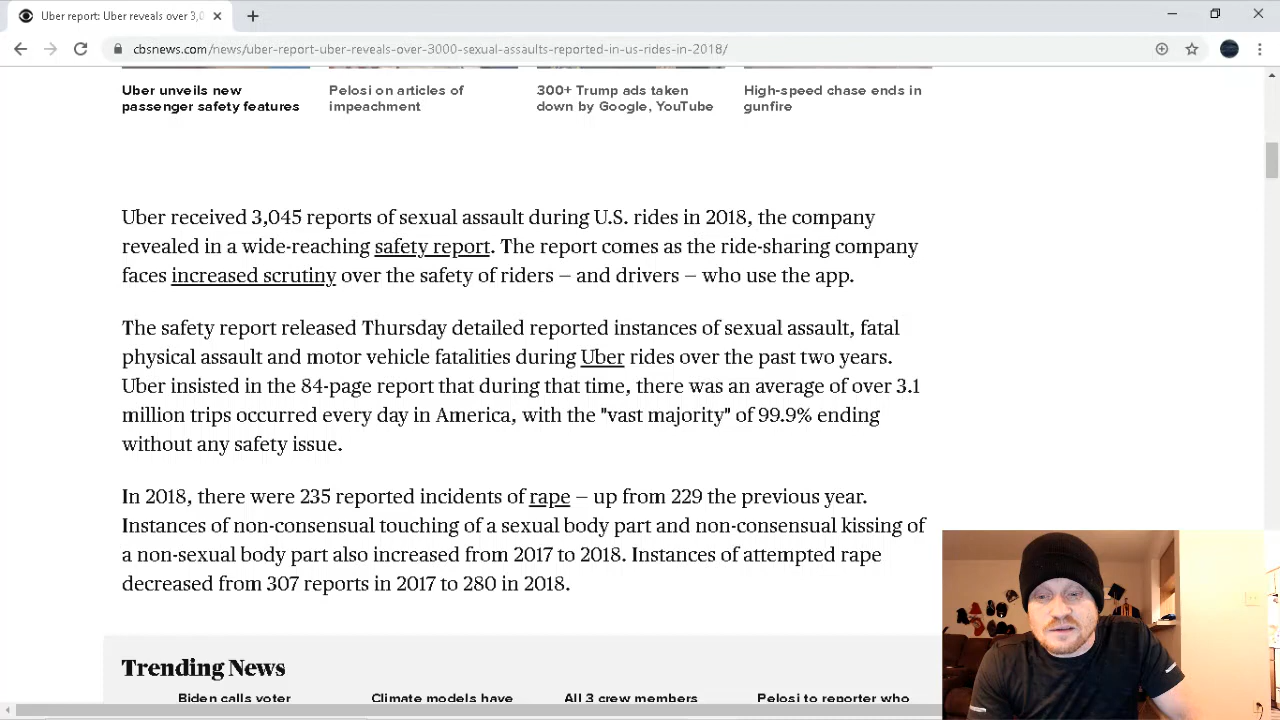 Uber report: Uber reveals over 3,0
cbsnews.com/news/uber-report-uber-reveals-over-3000-sexual-assaults-reported-in-us-rides-in-2018/
Uber unveils new
passenger safety features
Pelosi on articles of
impeachment
300+ Trump ads taken
down by Google, YouTube
High-speed chase ends in
gunfire
Uber received 3,045 reports of sexual assault during U.S. rides in 2018, the company
revealed in a wide-reaching safety report. The report comes as the ride-sharing company
faces increased scrutiny over the safety of riders — and drivers — who use the app.
The safety report released Thursday detailed reported instances of sexual assault, fatal
physical assault and motor vehicle fatalities during Uber rides over the past two years.
Uber insisted in the 84-page report that during that time, there was an average of over 3.1
million trips occurred every day in America, with the "vast majority" of 99.9% ending
without any safety issue.
In 2018, there were 235 reported incidents of rape — up from 229 the previous year.
Instances of non-consensual touching of a sexual body part and non-consensual kissing of
a non-sexual body part also increased from 2017 to 2018. Instances of attempted rape
decreased from 307 reports in 2017 to 280 in 2018.
Trending News
Biden calls voter
Climate models have
All 3 crew members
Pelosi to reporter who